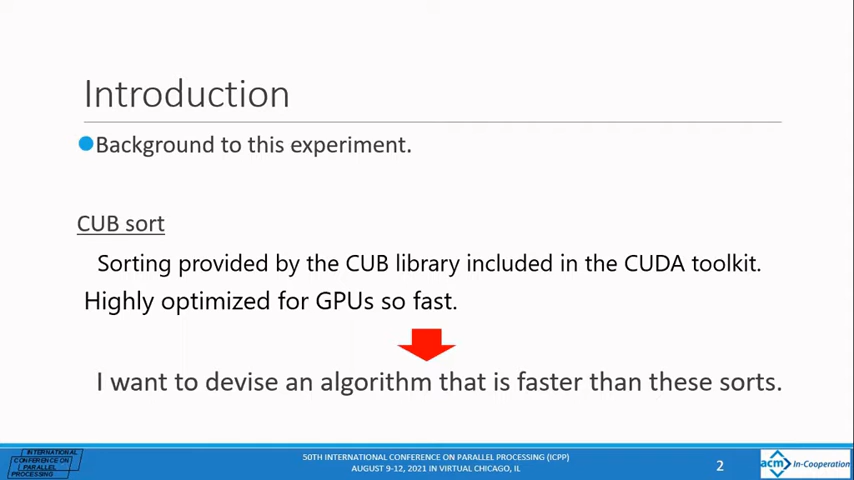 Introduction
Background to this experiment.
CUB sort
Sorting provided by the CUB library included in the CUDA toolkit.
Highly optimized for GPUs so fast.
I want to devise an algorithm that is faster than these sorts.
INTERNATIONAL
CONFERENCE ON
PARALLEL
PROCESSING
50TH INTERNATIONAL CONFERENCE ON PARALLEL PROCESSING (ICPP)
AUGUST 9-12, 2021 IN VIRTUAL CHICAGO, IL
2
acm In-Cooperation